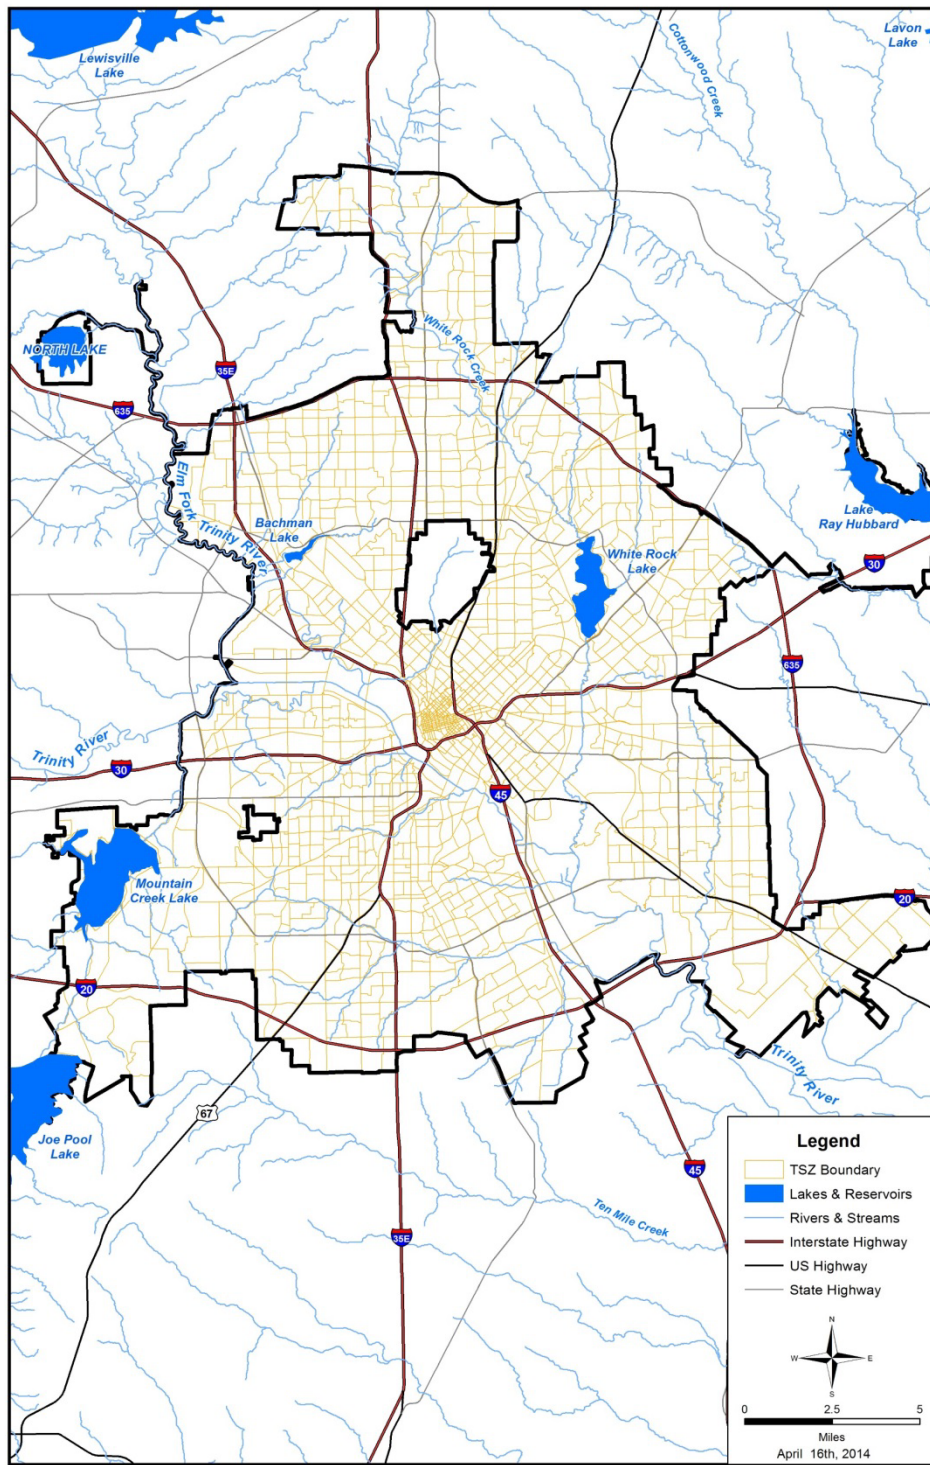 Lewisville
Lake
Cottonwood Creek
Lavon
Lake
NORTH LAKE
White Rock Creek
35E
635
Elm Fork Trinity River
Bachman
Lake
White Rock
Lake
Lake
Ray Hubbard
30
635
Trinity River
30
45
Mountain
Creek Lake
20
20
Trinity River
67
Joe Pool
Lake
45
Ten Mile Creek
35E
Legend
TSZ Boundary
Lakes & Reservoirs
Rivers & Streams
Interstate Highway
US Highway
State Highway
N
W
E
S
0 2.5 5
Miles
April 16th, 2014